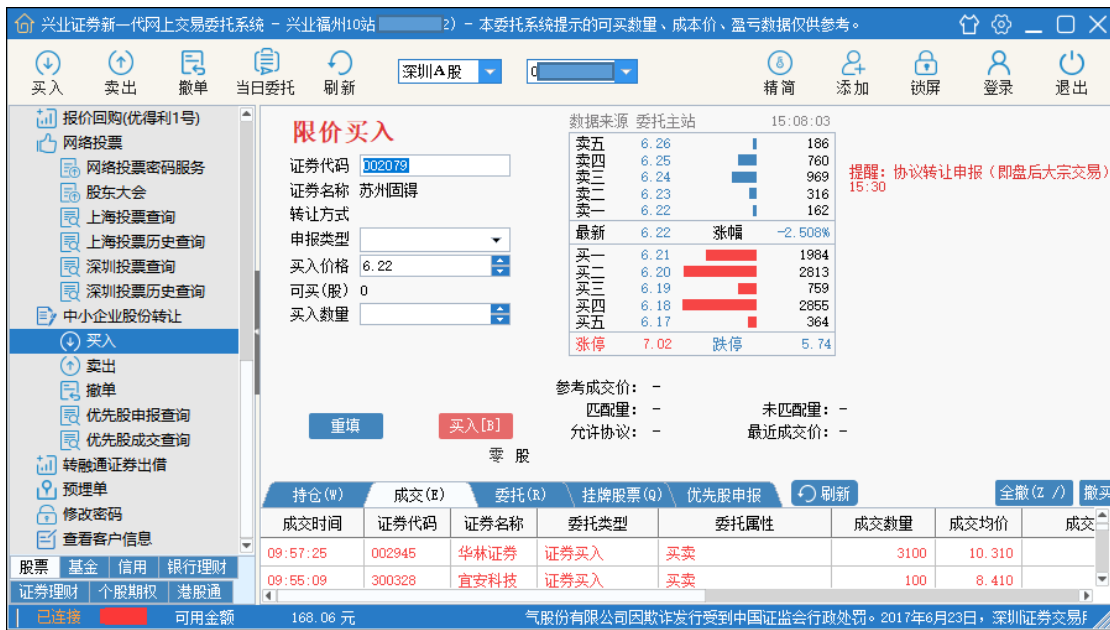 兴业证券新一代网上交易委托系统 - 兴业福州10站 2) - 本委托系统提示的可买数量、成本价、盈亏数据仅供参考。
买入 卖出 撤单 当日委托 刷新 深圳A股 0 精简 添加 锁屏 登录 退出
报价回购(优得利1号)
网络投票
网络投票密码服务
股东大会
上海投票查询
上海投票历史查询
深圳投票查询
深圳投票历史查询
中小企业股份转让
买入
卖出
撤单
优先股申报查询
优先股成交查询
转融通证券出借
预埋单
修改密码
查看客户信息
股票 基金 信用 银行理财
证券理财 个股期权 港股通
限价买入
证券代码 002079
证券名称 苏州固锝
转让方式
申报类型
买入价格 6.22
可买(股) 0
买入数量
重填 买入[B]
零 股
数据来源 委托主站 15:08:03
卖五 6.26 186
卖四 6.25 760
卖三 6.24 969
卖二 6.23 316
卖一 6.22 162
最新 6.22 涨幅 -2.508%
买一 6.21 1984
买二 6.20 2813
买三 6.19 759
买四 6.18 2855
买五 6.17 364
涨停 7.02 跌停 5.74
参考成交价: -
匹配量: - 未匹配量: -
允许协议: - 最近成交价: -
提醒: 协议转让申报 (即盘后大宗交易)
15:30
持仓(W) 成交(E) 委托(R) 挂牌股票(Q) 优先股申报 刷新 全撤(Z /) 撤买
成交时间 证券代码 证券名称 委托类型 委托属性 成交数量 成交均价 成交
09:57:25 002945 华林证券 证券买入 买卖 3100 10.310
09:55:09 300328 宜安科技 证券买入 买卖 100 8.410
已连接 可用金额 168.06 元 气股份有限公司因欺诈发行受到中国证监会行政处罚。2017年6月23日, 深圳证券交易